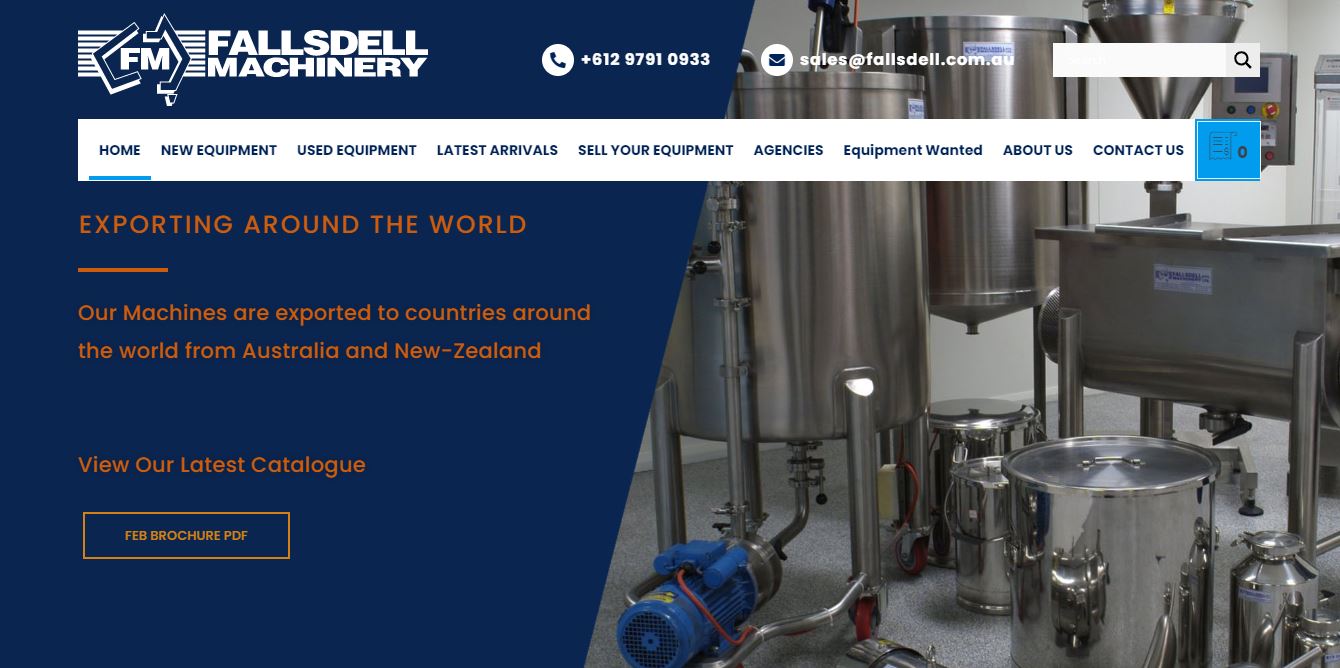 FM
FALLSDELL
MACHINERY
+612 9791 0933
sales@fallsdell.com.au
Search
HOME
NEW EQUIPMENT
USED EQUIPMENT
LATEST ARRIVALS
SELL YOUR EQUIPMENT
AGENCIES
Equipment Wanted
ABOUT US
CONTACT US
0
EXPORTING AROUND THE WORLD
Our Machines are exported to countries around
the world from Australia and New-Zealand
View Our Latest Catalogue
FEB BROCHURE PDF
FALLSDELL
MACHINERY